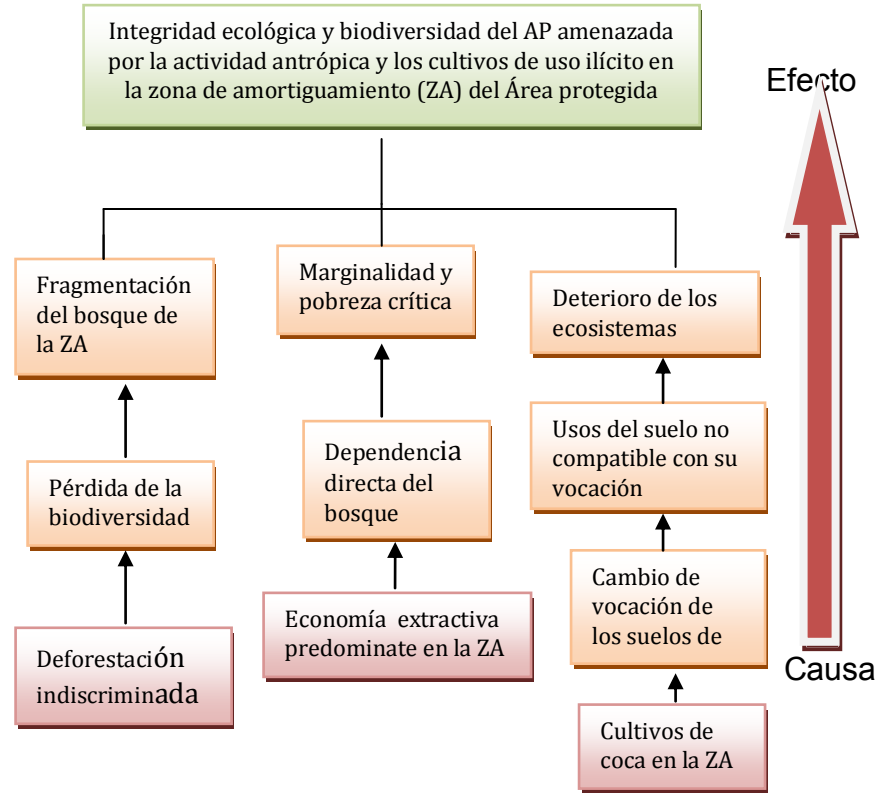 Integridad ecológica y biodiversidad del AP amenazada
por la actividad antrópica y los cultivos de uso ilícito en
la zona de amortiguamiento (ZA) del Área protegida
Efecto
Fragmentación
del bosque de
la ZA
Marginalidad y
pobreza crítica
Deterioro de los
ecosistemas
Pérdida de la
biodiversidad
Dependencia
directa del
bosque
Usos del suelo no
compatible con su
vocación
Deforestación
indiscriminada
Economía extractiva
predominate en la ZA
Cambio de
vocación de
los suelos de
Cultivos de
coca en la ZA
Causa